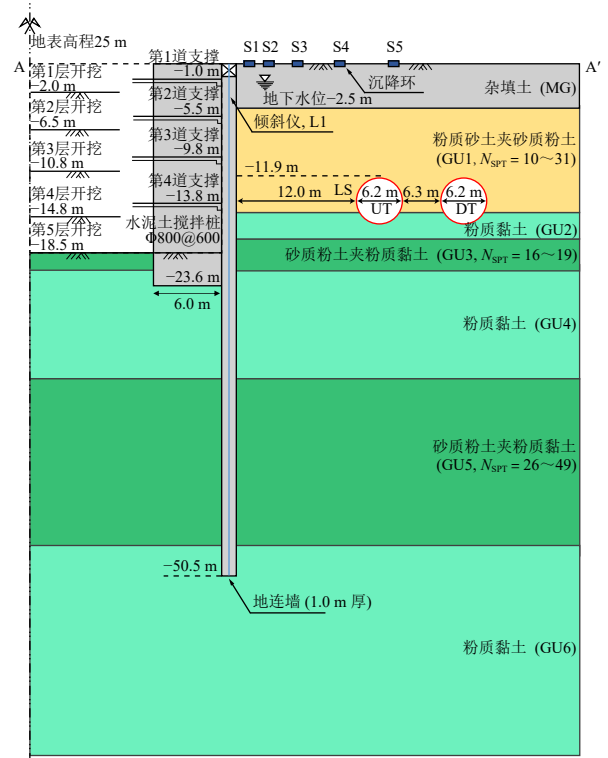 S1 S2 S3 S4 S5
地表高程25 m
第1道支撑
A
A′
第1层开挖
−1.0 m
沉降环
杂填土 (MG)
−2.0 m
第2道支撑
地下水位−2.5 m
第2层开挖
−5.5 m
−6.5 m
倾斜仪, L1
第3道支撑
粉质砂土夹砂质粉土
(GU1, NSPT = 10~31)
第3层开挖
−9.8 m
−10.8 m
−11.9 m
第4道支撑
第4层开挖
−13.8 m
12.0 m
LS
6.2 m
6.3 m
6.2 m
−14.8 m
UT
DT
水泥土搅拌桩
Φ800@600
第5层开挖
−18.5 m
粉质黏土 (GU2)
砂质粉土夹粉质黏土 (GU3, NSPT = 16~19)
−23.6 m
6.0 m
粉质黏土 (GU4)
砂质粉土夹粉质黏土
(GU5, NSPT = 26~49)
−50.5 m
地连墙 (1.0 m 厚)
粉质黏土 (GU6)